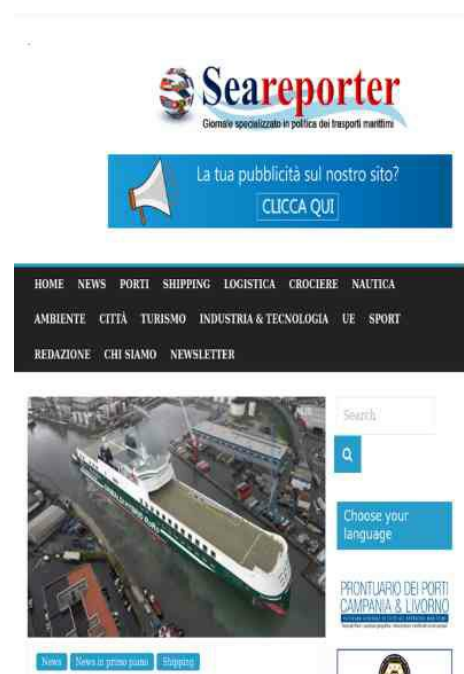 Seareporter
Giornale specializzato in politica dei trasporti marittimi
La tua pubblicità sul nostro sito?
CLICCA QUI
HOME NEWS PORTI SHIPPING LOGISTICA CROCIERE NAUTICA
AMBIENTE CITTÀ TURISMO INDUSTRIA & TECNOLOGIA UE SPORT
REDAZIONE CHI SIAMO NEWSLETTER
Search
Choose your
language
PRONTUARIO DEI PORTI
CAMPANIA & LIVORNO
News News in primo piano Shipping